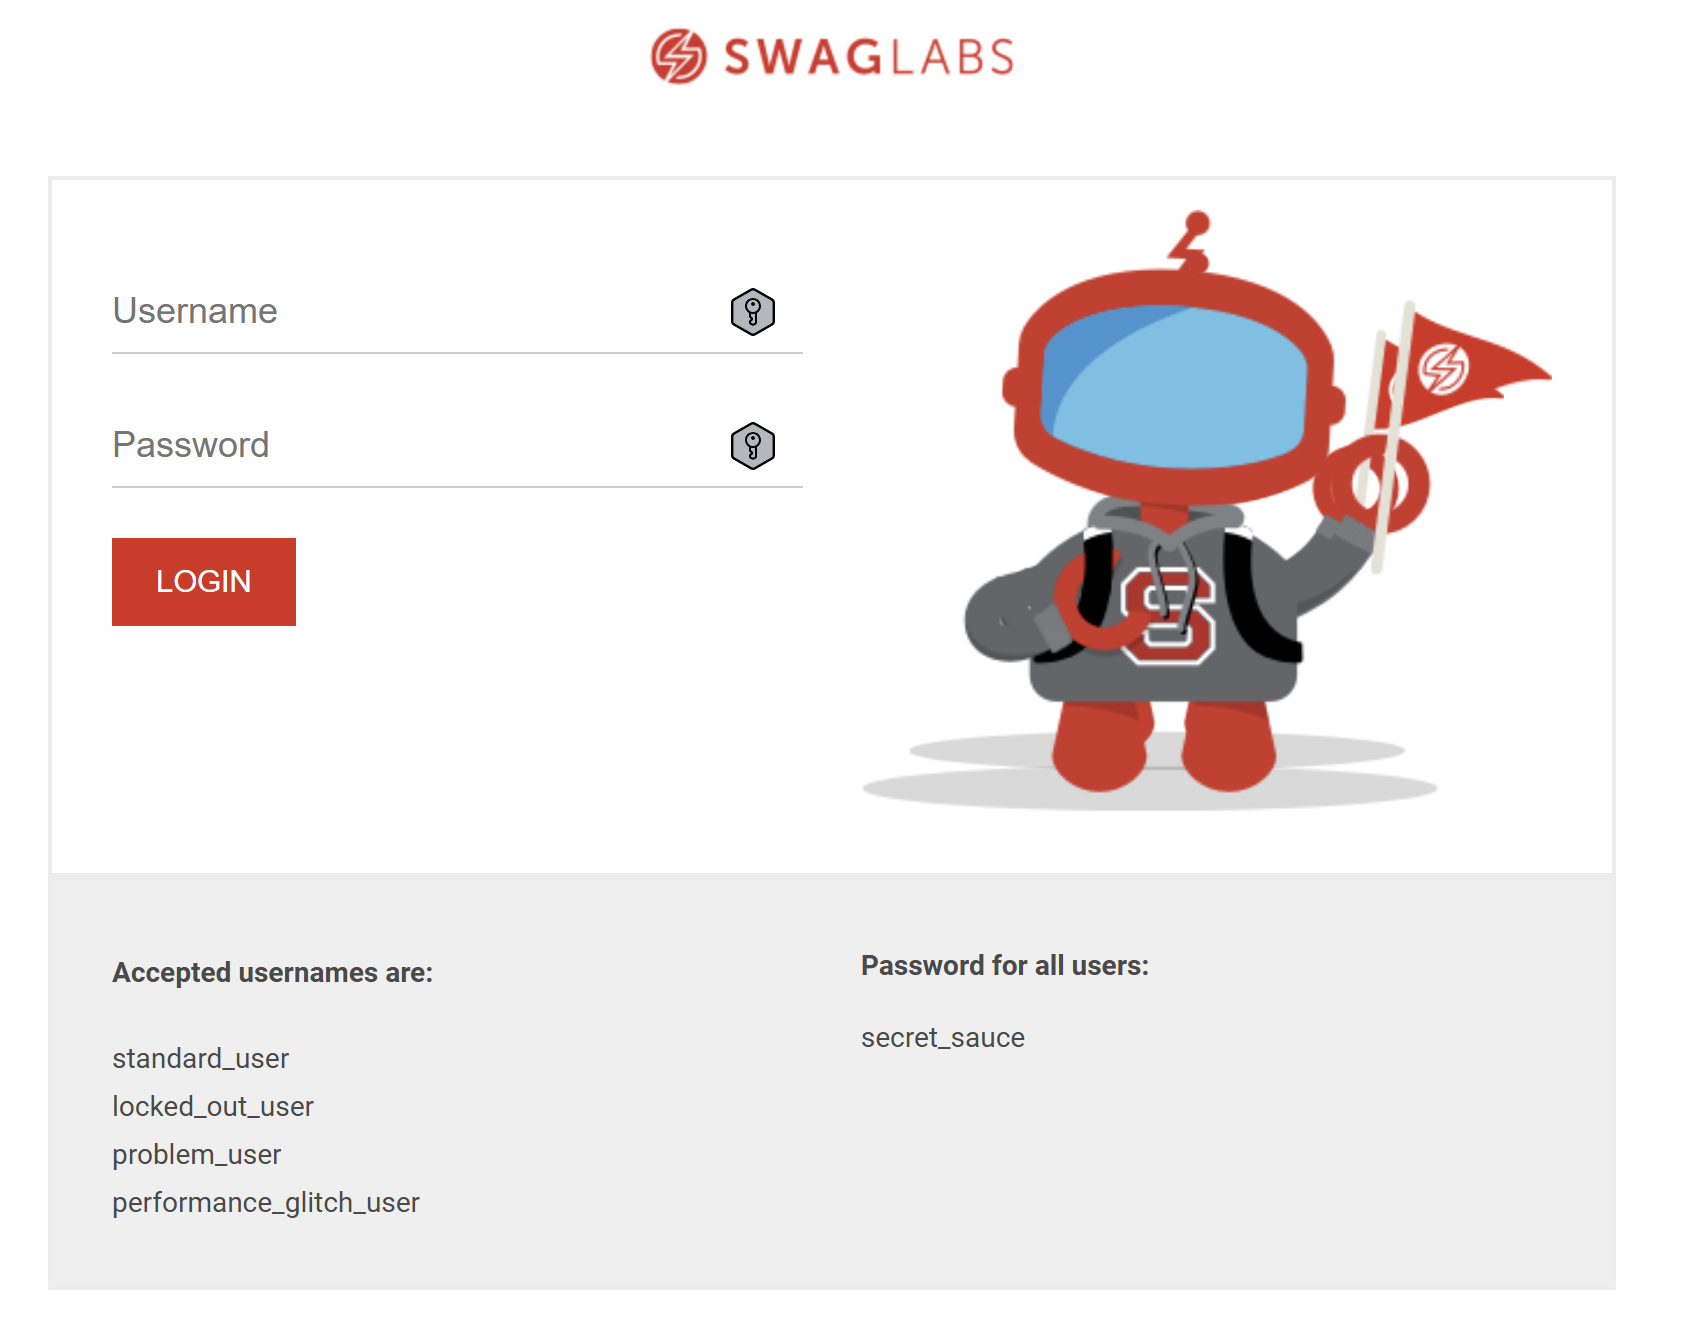 SWAGLABS
Username
Password
LOGIN
S
Accepted usernames are:
standard_user
locked_out_user
problem_user
performance_glitch_user
Password for all users:
secret_sauce